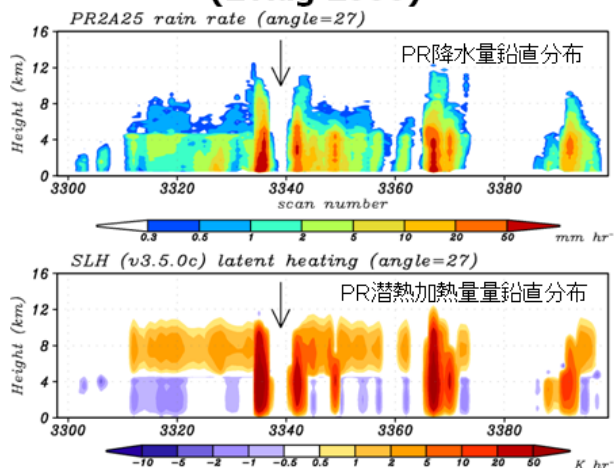 PR2A25 rain rate (angle=27)
PR降水量鉛直分布
Height (km)
16
12
8
4
0
3300 3320 3340 3360 3380
scan number
0.3 0.5 1 2 5 10 20 50 mm hr⁻
SLH (v3.5.0c) latent heating (angle=27)
PR潜熱加熱量量鉛直分布
Height (km)
16
12
8
4
0
3300 3320 3340 3360 3380
-10 -5 -2 -1 -0.5 0.5 1 2 5 10 20 50 K hr⁻